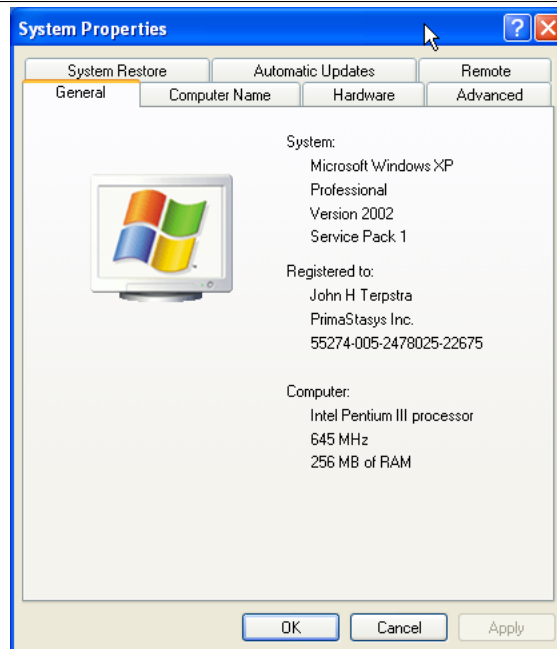 System Properties
System Restore Automatic Updates Remote
General Computer Name Hardware Advanced
System:
Microsoft Windows XP
Professional
Version 2002
Service Pack 1
Registered to:
John H Terpstra
PrimaStasys Inc.
55274-005-2478025-22675
Computer:
Intel Pentium III processor
645 MHz
256 MB of RAM
OK Cancel Apply